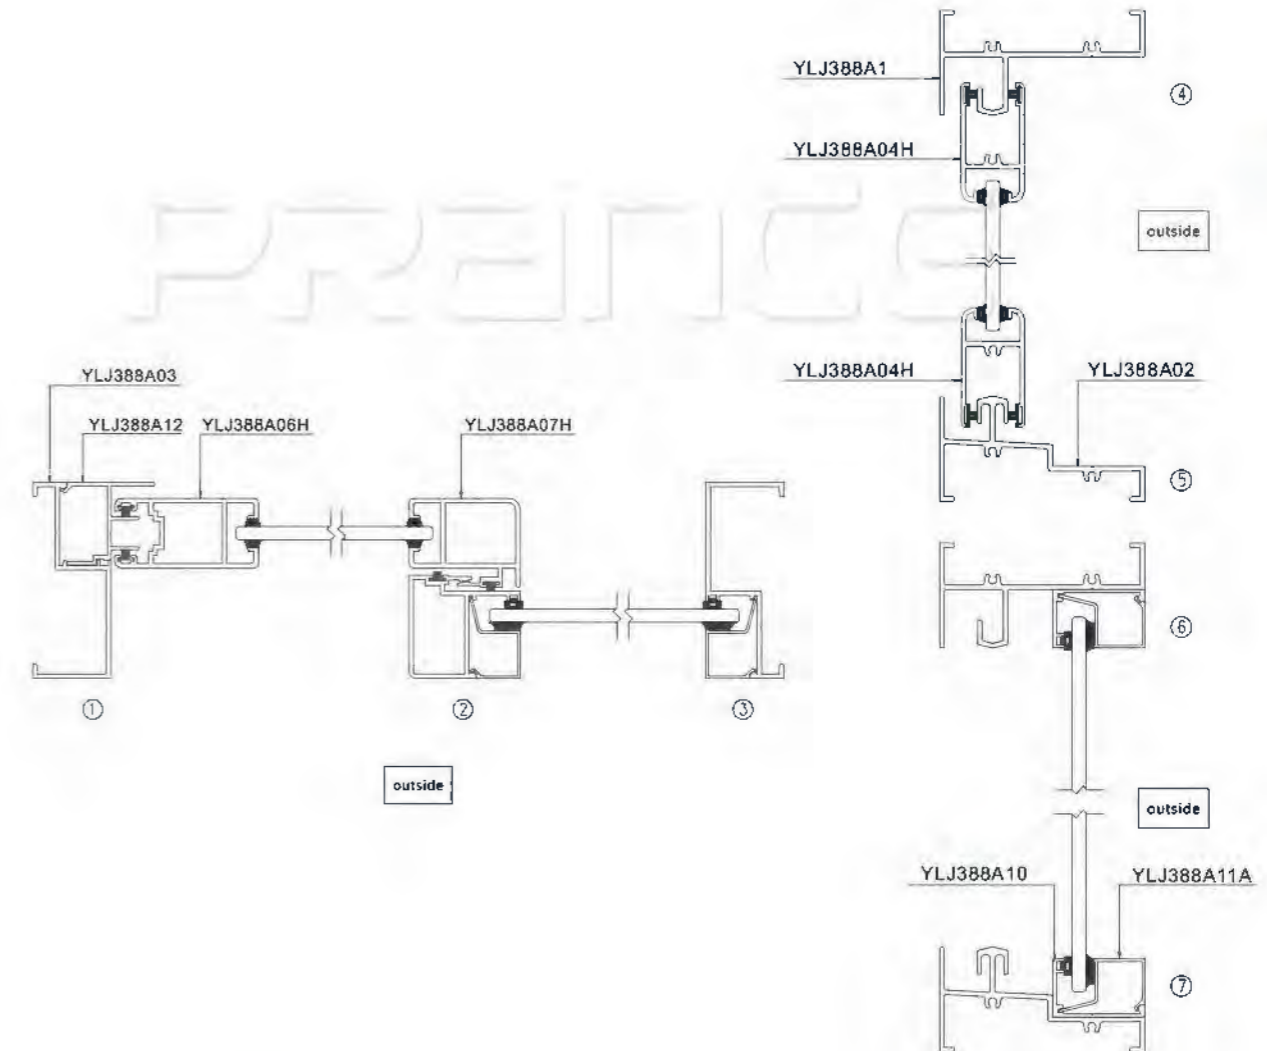 YLJ388A1
④
YLJ388A04H
outside
PRANCE
YLJ388A04H
YLJ388A02
YLJ388A03
YLJ388A12 YLJ388A06H
YLJ388A07H
⑤
⑥
① ② ③
outside
outside
YLJ388A10
YLJ388A11A
⑦